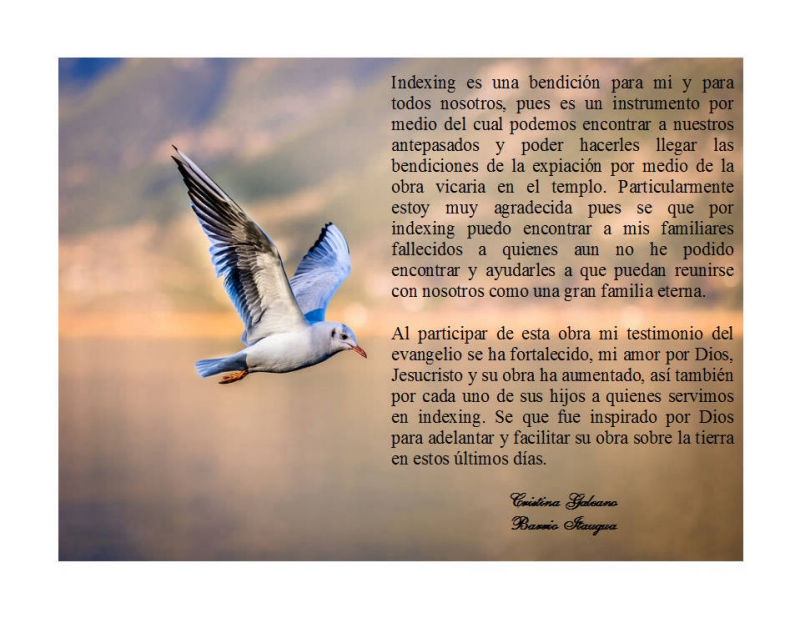 Indexing es una bendición para mi y para
todos nosotros, pues es un instrumento por
medio del cual podemos encontrar a nuestros
antepasados y poder hacerles llegar las
bendiciones de la expiación por medio de la
obra vicaria en el templo. Particularmente
estoy muy agradecida pues se que por
indexing puedo encontrar a mis familiares
fallecidos a quienes aun no he podido
encontrar y ayudarles a que puedan reunirse
con nosotros como una gran familia eterna.
Al participar de esta obra mi testimonio del
evangelio se ha fortalecido, mi amor por Dios,
Jesucristo y su obra ha aumentado, así también
por cada uno de sus hijos a quienes servimos
en indexing. Se que fue inspirado por Dios
para adelantar y facilitar su obra sobre la tierra
en estos últimos días.
Cristina Galeano
Barrio Itaugua